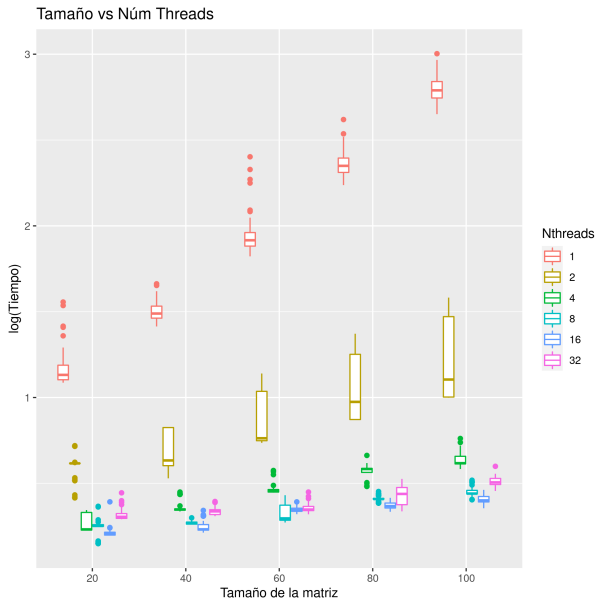 Tamaño vs Núm Threads
log(Tiempo)
3
2
1
20 40 60 80 100
Tamaño de la matriz
Nthreads
1
2
4
8
16
32